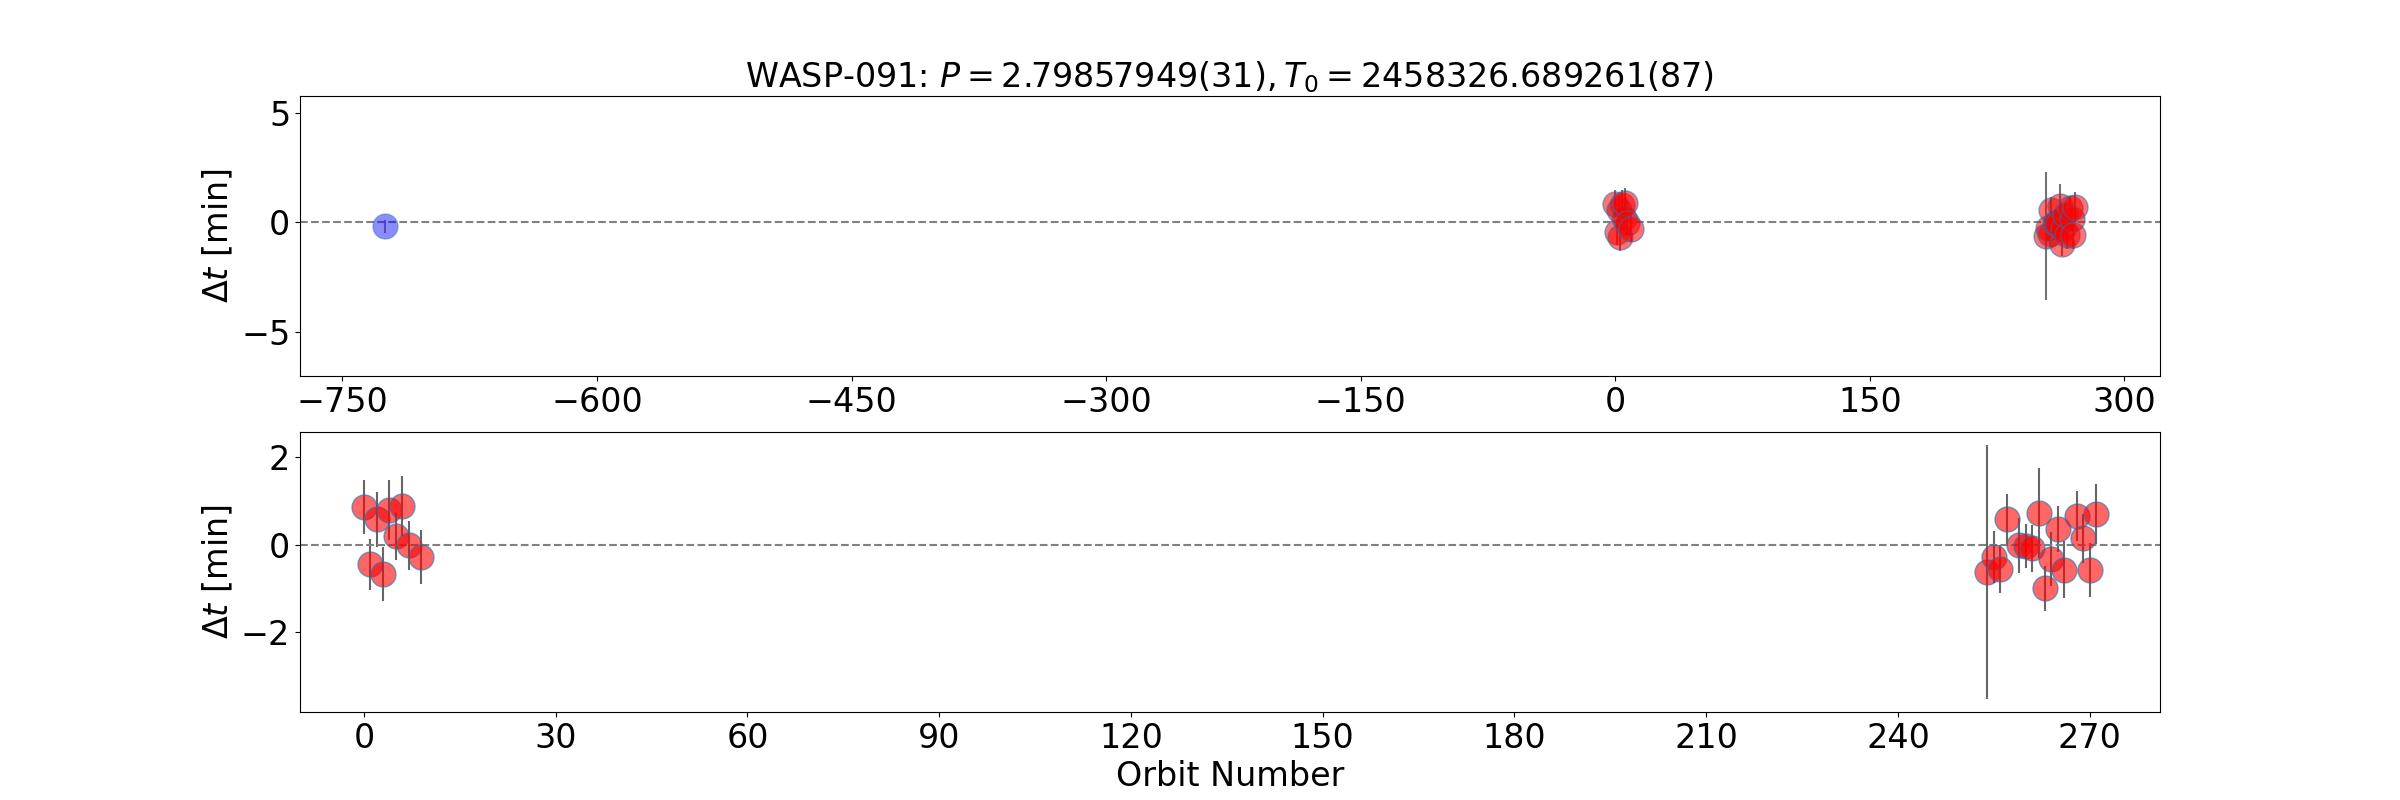 WASP-091: P = 2.79857949(31), T₀ = 2458326.689261(87)
5
0
−5
Δt [min]
−750 −600 −450 −300 −150 0 150 300
2
0
−2
Δt [min]
0 30 60 90 120 150 180 210 240 270
Orbit Number